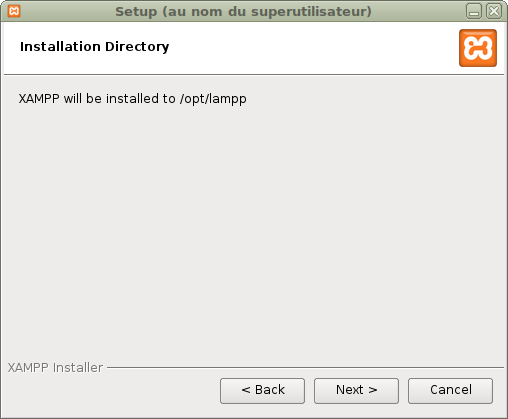 Setup (au nom du superutilisateur)
Installation Directory
XAMPP will be installed to /opt/lampp
XAMPP Installer
< Back
Next >
Cancel